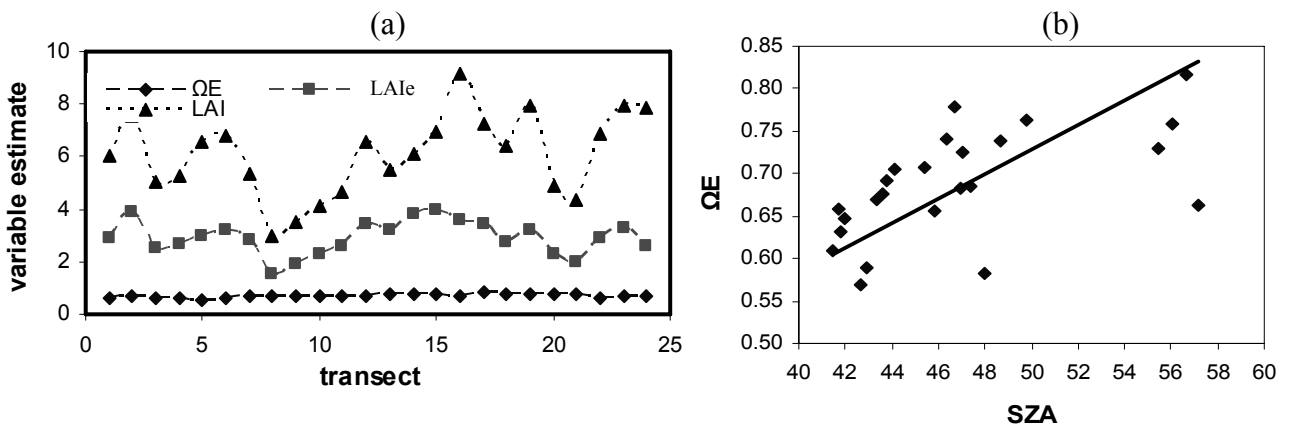 (a)
variable estimate
10
8
6
4
2
0
ΩE
LAIe
LAI
0 5 10 15 20 25
transect
(b)
ΩE
0.85
0.80
0.75
0.70
0.65
0.60
0.55
0.50
40 42 44 46 48 50 52 54 56 58 60
SZA